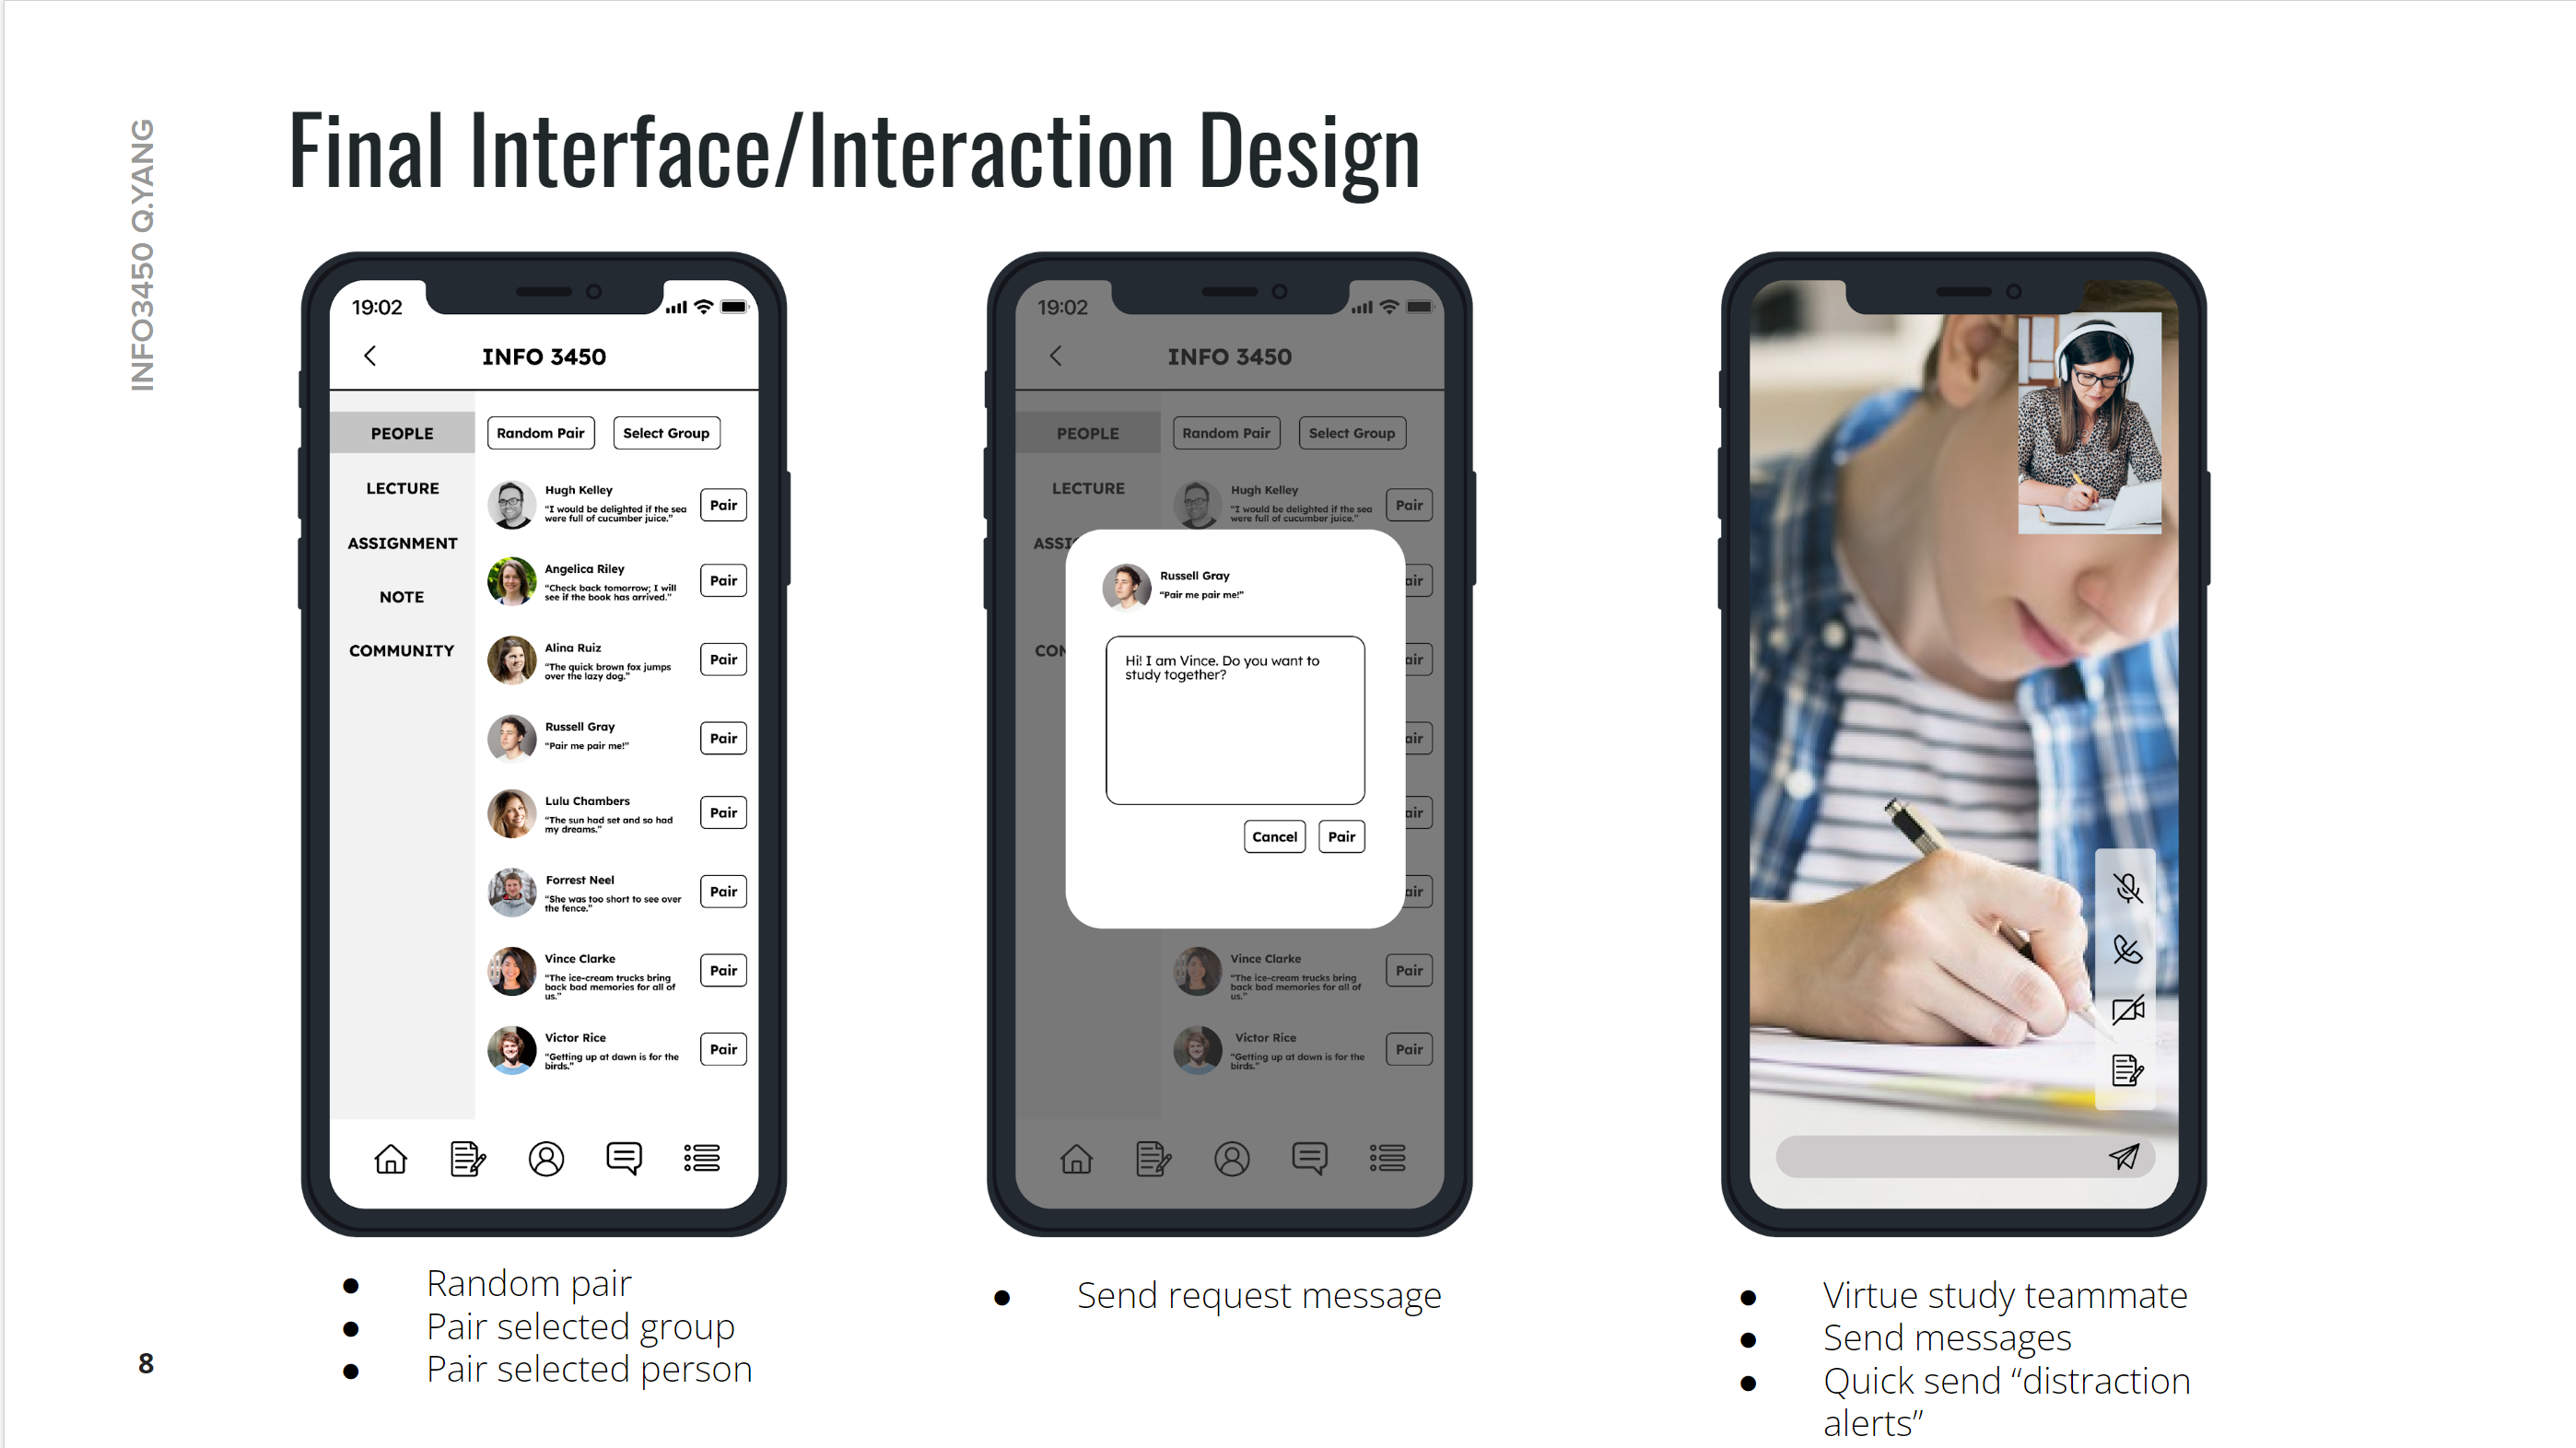 INFO3450 Q.YANG
Final Interface/Interaction Design
19:02
INFO 3450
PEOPLE
LECTURE
ASSIGNMENT
NOTE
COMMUNITY
Random Pair
Select Group
Hugh Kelley
“I would be delighted if the sea
were full of cucumber juice.”
Pair
Angelica Riley
“Check back tomorrow; I will
see if the book has arrived.”
Pair
Alina Ruiz
“The quick brown fox jumps
over the lazy dog.”
Pair
Russell Gray
“Pair me pair me!”
Pair
Lulu Chambers
“The sun had set and so had
my dreams.”
Pair
Forrest Neel
“She was too short to see over
the fence.”
Pair
Vince Clarke
“The ice-cream trucks bring
back bad memories for all of
us.”
Pair
Victor Rice
“Getting up at dawn is for the
birds.”
Pair
● Random pair
● Pair selected group
● Pair selected person
19:02
INFO 3450
PEOPLE
LECTURE
ASSI
COM
Random Pair
Select Group
Hugh Kelley
“I would be delighted if the sea
were full of cucumber juice.”
Pair
Russell Gray
“Pair me pair me!”
Hi! I am Vince. Do you want to
study together?
Cancel
Pair
air
air
air
air
air
Vince Clarke
“The ice-cream trucks bring
back bad memories for all of
us.”
Pair
Victor Rice
“Getting up at dawn is for the
birds.”
Pair
● Send request message
● Virtue study teammate
● Send messages
● Quick send “distraction
alerts”
8